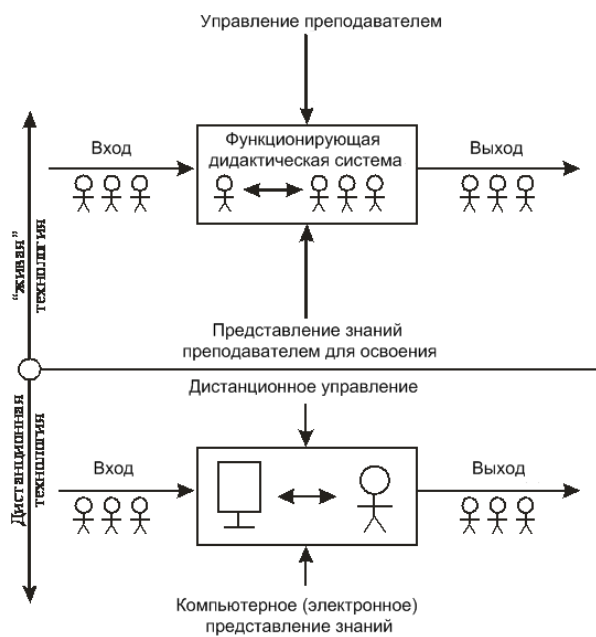 Управление преподавателем
Функционирующая
дидактическая система
Вход
Выход
“живая”
технология
Представление знаний
преподавателем для освоения
Дистанционное управление
Дистанционная
технология
Вход
Выход
Компьютерное (электронное)
представление знаний